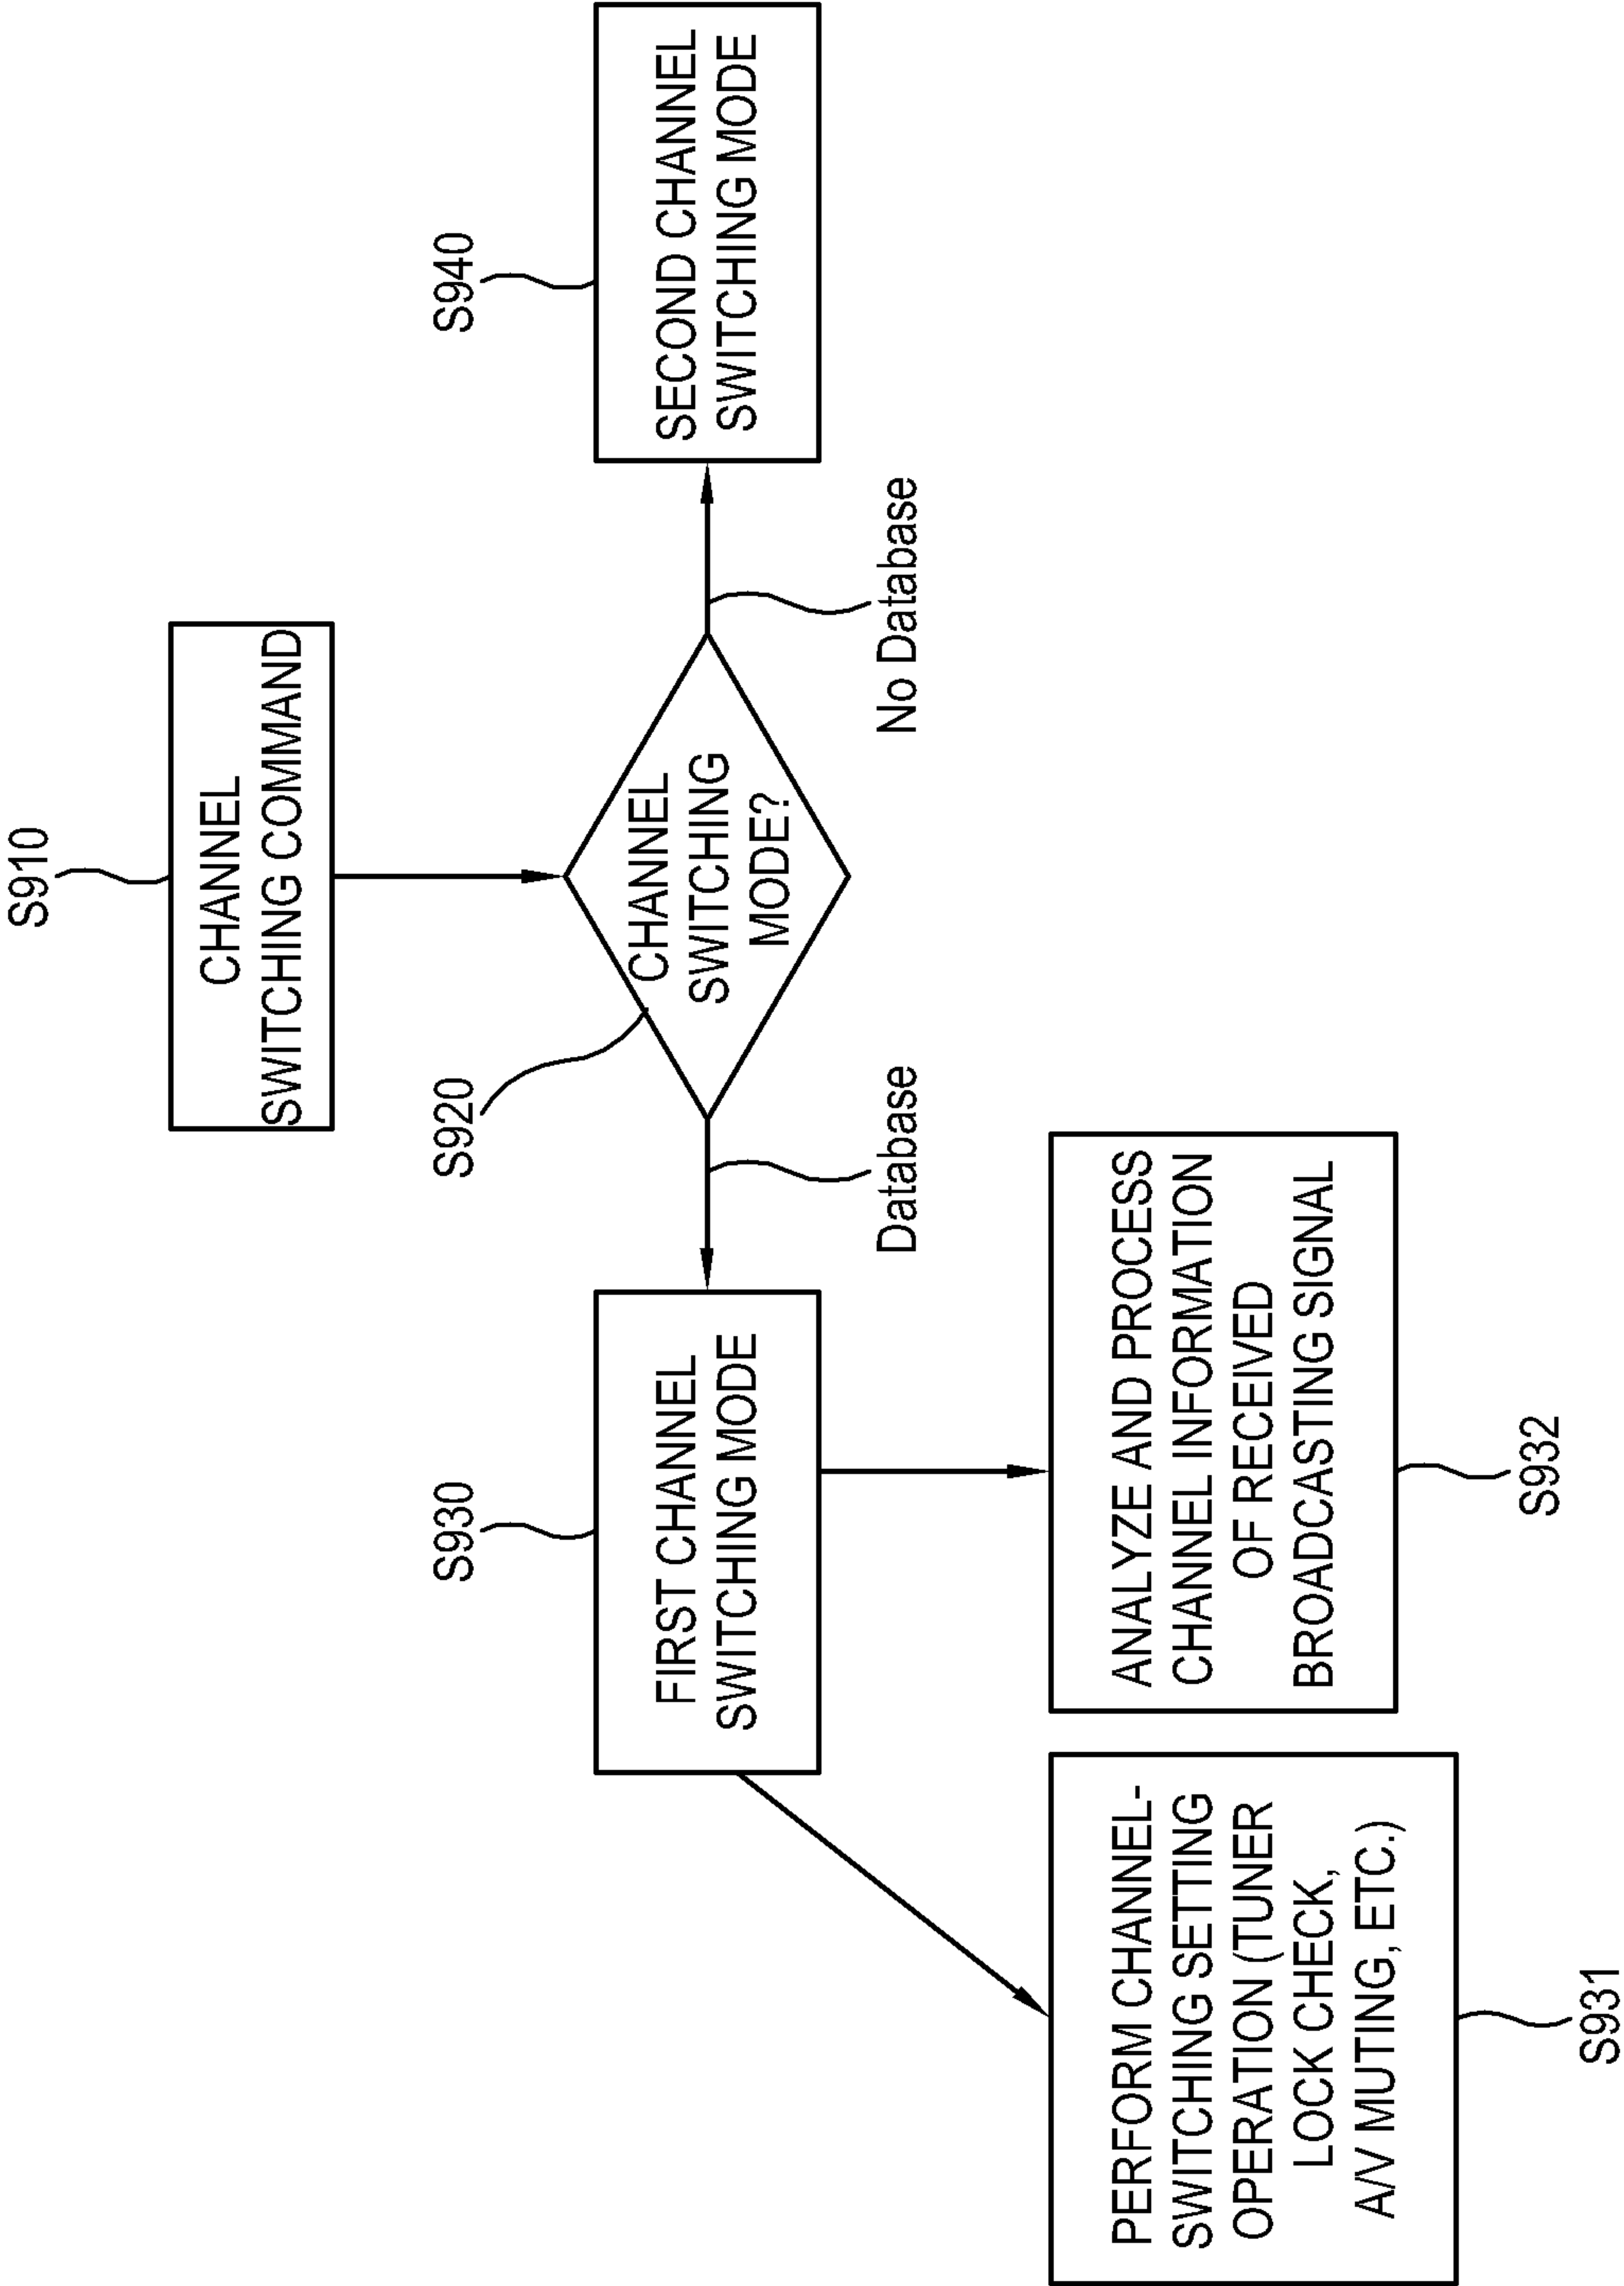 S910
CHANNEL
SWITCHING COMMAND
S920
CHANNEL
SWITCHING
MODE?
Database
No Database
S930
FIRST CHANNEL
SWITCHING MODE
S940
SECOND CHANNEL
SWITCHING MODE
PERFORM CHANNEL-
SWITCHING SETTING
OPERATION (TUNER
LOCK CHECK,
A/V MUTING, ETC.)
S931
ANALYZE AND PROCESS
CHANNEL INFORMATION
OF RECEIVED
BROADCASTING SIGNAL
S932